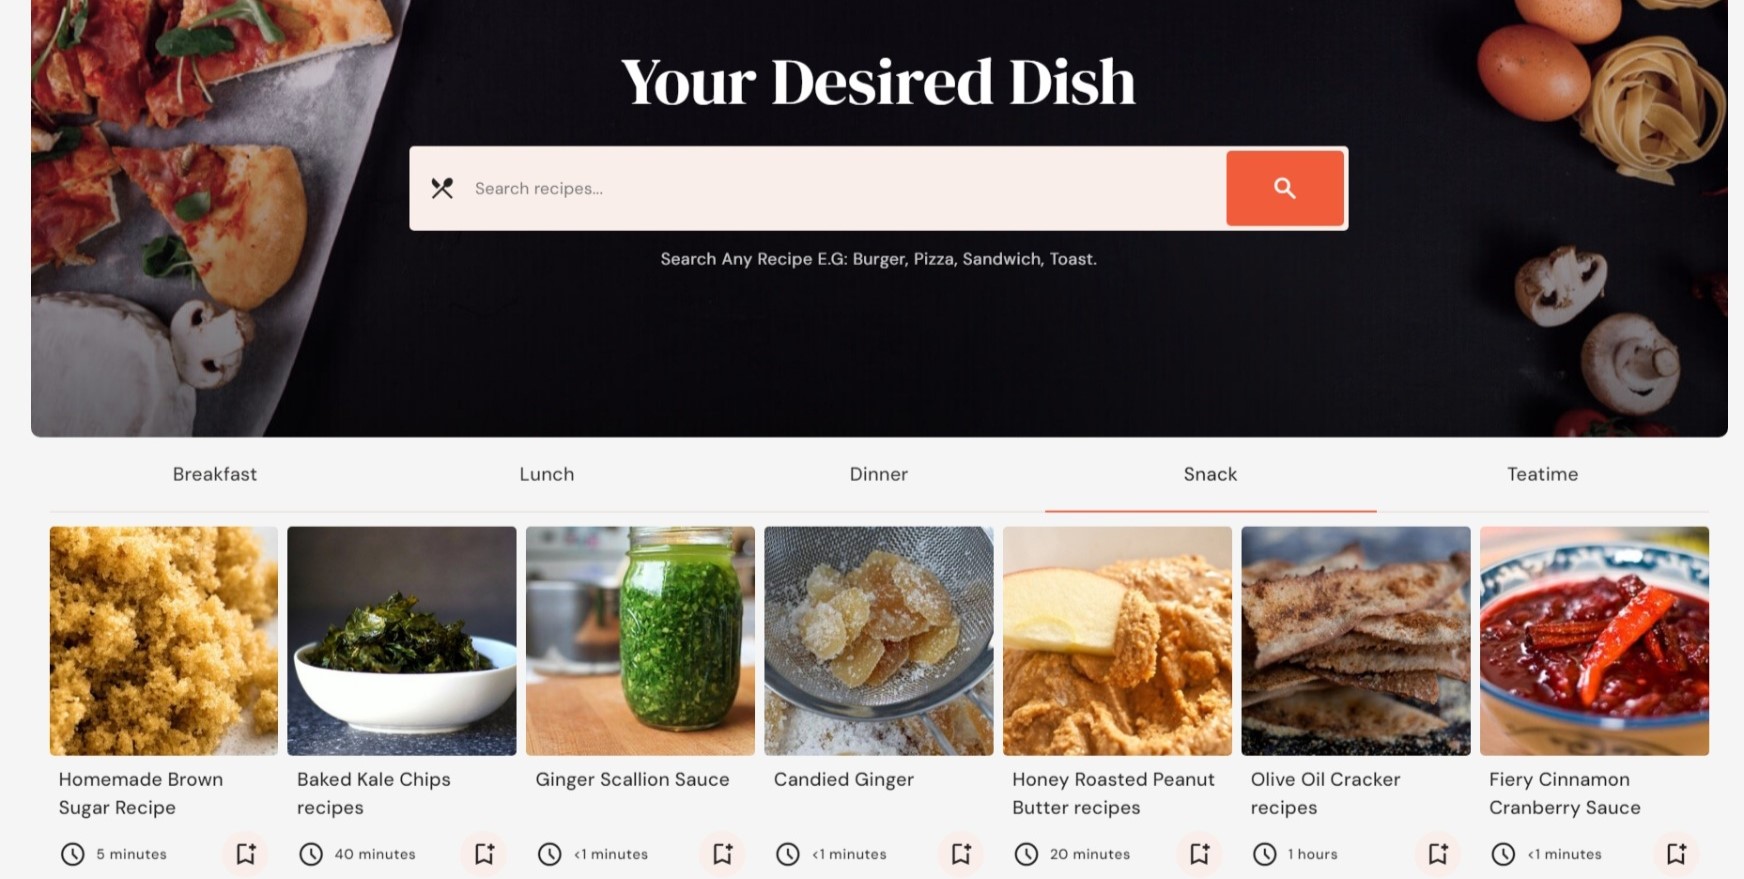 Your Desired Dish
Search recipes...
Search Any Recipe E.G: Burger, Pizza, Sandwich, Toast.
Breakfast
Lunch
Dinner
Snack
Teatime
Homemade Brown
Sugar Recipe
5 minutes
Baked Kale Chips
recipes
40 minutes
Ginger Scallion Sauce
<1 minutes
Candied Ginger
<1 minutes
Honey Roasted Peanut
Butter recipes
20 minutes
Olive Oil Cracker
recipes
1 hours
Fiery Cinnamon
Cranberry Sauce
<1 minutes